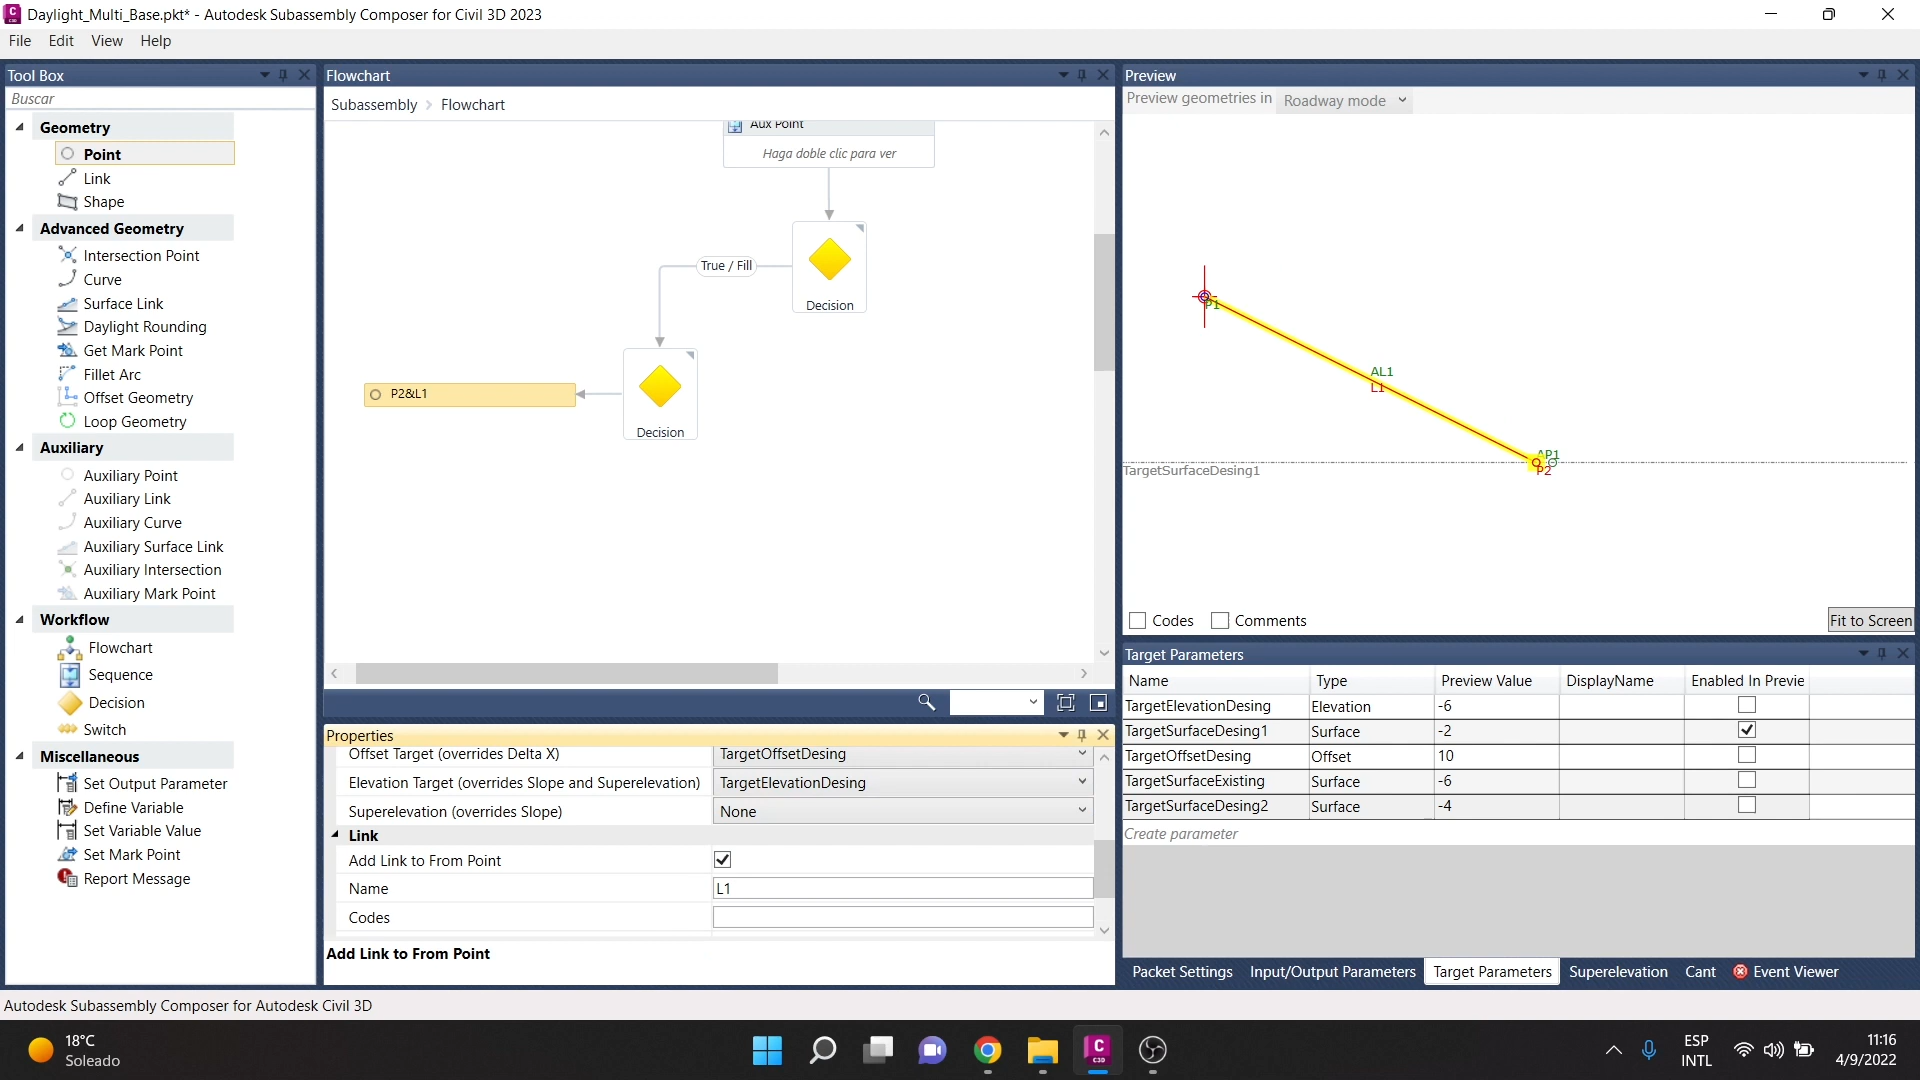 Daylight_Multi_Base.pkt* - Autodesk Subassembly Composer for Civil 3D 2023
File Edit View Help
Tool Box
Buscar
Geometry
Point
Link
Shape
Advanced Geometry
Intersection Point
Curve
Surface Link
Daylight Rounding
Get Mark Point
Fillet Arc
Offset Geometry
Loop Geometry
Auxiliary
Auxiliary Point
Auxiliary Link
Auxiliary Curve
Auxiliary Surface Link
Auxiliary Intersection
Auxiliary Mark Point
Workflow
Flowchart
Sequence
Decision
Switch
Miscellaneous
Set Output Parameter
Define Variable
Set Variable Value
Set Mark Point
Report Message
Flowchart
Subassembly > Flowchart
Aux Point
Haga doble clic para ver
True / Fill
Decision
P2&L1
Decision
Properties
Offset Target (overrides Delta X) TargetOffsetDesing
Elevation Target (overrides Slope and Superelevation) TargetElevationDesing
Superelevation (overrides Slope) None
Link
Add Link to From Point
Name L1
Codes
Add Link to From Point
Preview
Preview geometries in Roadway mode
P1
AL1
L1
AP1
P2
TargetSurfaceDesing1
Codes Comments Fit to Screen
Target Parameters
Name Type Preview Value DisplayName Enabled In Previe
TargetElevationDesing Elevation -6
TargetSurfaceDesing1 Surface -2
TargetOffsetDesing Offset 10
TargetSurfaceExisting Surface -6
TargetSurfaceDesing2 Surface -4
Create parameter
Packet Settings Input/Output Parameters Target Parameters Superelevation Cant Event Viewer
Autodesk Subassembly Composer for Autodesk Civil 3D
18°C
Soleado
C
C3D
ESP
INTL
11:16
4/9/2022